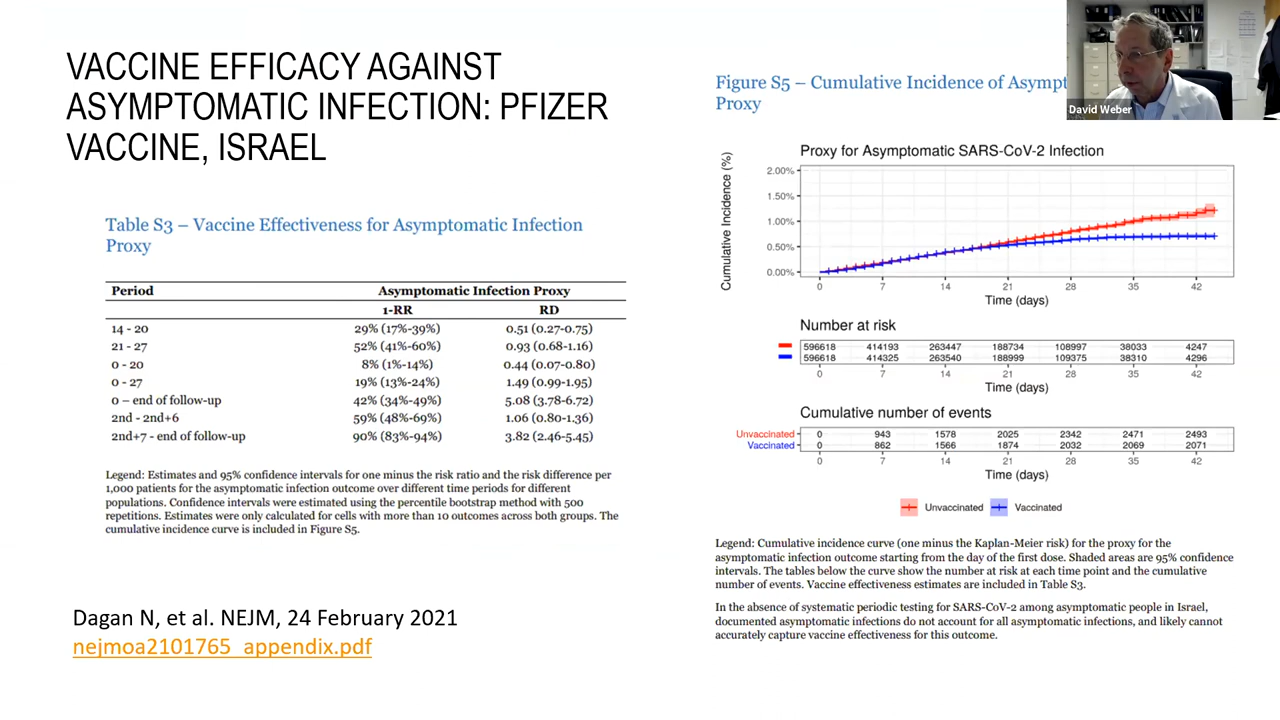 VACCINE EFFICACY AGAINST
ASYMPTOMATIC INFECTION: PFIZER
VACCINE, ISRAEL
Table S3 – Vaccine Effectiveness for Asymptomatic Infection
Proxy
Period Asymptomatic Infection Proxy
1-RR RD
14 - 20 29% (17%-39%) 0.51 (0.27-0.75)
21 - 27 52% (41%-60%) 0.93 (0.68-1.16)
0 - 20 8% (1%-14%) 0.44 (0.07-0.80)
0 - 27 19% (13%-24%) 1.49 (0.99-1.95)
0 – end of follow-up 42% (34%-49%) 5.08 (3.78-6.72)
2nd - 2nd+6 59% (48%-69%) 1.06 (0.80-1.36)
2nd+7 - end of follow-up 90% (83%-94%) 3.82 (2.46-5.45)
Legend: Estimates and 95% confidence intervals for one minus the risk ratio and the risk difference per
1,000 patients for the asymptomatic infection outcome over different time periods for different
populations. Confidence intervals were estimated using the percentile bootstrap method with 500
repetitions. Estimates were only calculated for cells with more than 10 outcomes across both groups. The
cumulative incidence curve is included in Figure S5.
Dagan N, et al. NEJM, 24 February 2021
nejmoa2101765_appendix.pdf
David Weber
Figure S5 – Cumulative Incidence of Asympt
Proxy
Proxy for Asymptomatic SARS-CoV-2 Infection
Cumulative Incidence (%)
2.00%
1.50%
1.00%
0.50%
0.00%
0 7 14 21 28 35 42
Time (days)
Number at risk
596618 414193 263447 188734 108997 38033 4247
596618 414325 263540 188999 109375 38310 4296
0 7 14 21 28 35 42
Time (days)
Cumulative number of events
Unvaccinated 0 943 1578 2025 2342 2471 2493
Vaccinated 0 862 1566 1874 2032 2069 2071
0 7 14 21 28 35 42
Time (days)
Unvaccinated Vaccinated
Legend: Cumulative incidence curve (one minus the Kaplan-Meier risk) for the proxy for the
asymptomatic infection outcome starting from the day of the first dose. Shaded areas are 95% confidence
intervals. The tables below the curve show the number at risk at each time point and the cumulative
number of events. Vaccine effectiveness estimates are included in Table S3.
In the absence of systematic periodic testing for SARS-CoV-2 among asymptomatic people in Israel,
documented asymptomatic infections do not account for all asymptomatic infections, and likely cannot
accurately capture vaccine effectiveness for this outcome.